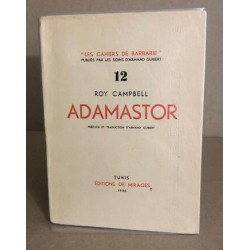 "LES CAHIERS DE BARBARIE"
PUBLIÉS PAR LES SOINS D'ARMAND GUIBERT
12
ROY CAMPBELL
ADAMASTOR
PRÉFACE ET TRADUCTION D'ARMAND GUIBERT
TUNIS
ÉDITIONS DE MIRAGES
1936